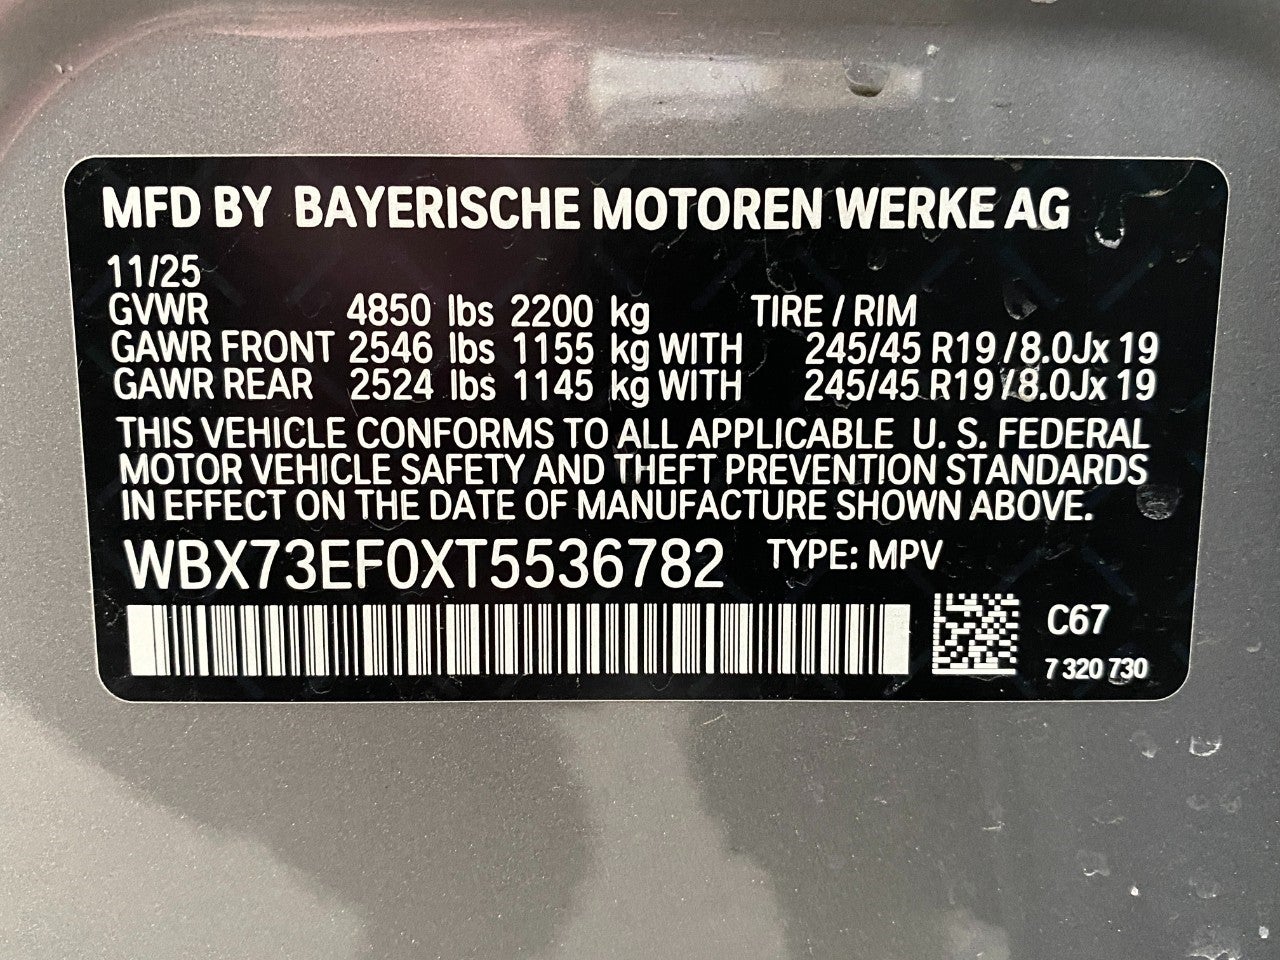 MFD BY BAYERISCHE MOTOREN WERKE AG
11/25
GVWR 4850 lbs 2200 kg TIRE / RIM
GAWR FRONT 2546 lbs 1155 kg WITH 245/45 R19 / 8.0Jx 19
GAWR REAR 2524 lbs 1145 kg WITH 245/45 R19 / 8.0Jx 19
THIS VEHICLE CONFORMS TO ALL APPLICABLE U. S. FEDERAL
MOTOR VEHICLE SAFETY AND THEFT PREVENTION STANDARDS
IN EFFECT ON THE DATE OF MANUFACTURE SHOWN ABOVE.
WBX73EF0XT5536782 TYPE: MPV
C67
7 320 730